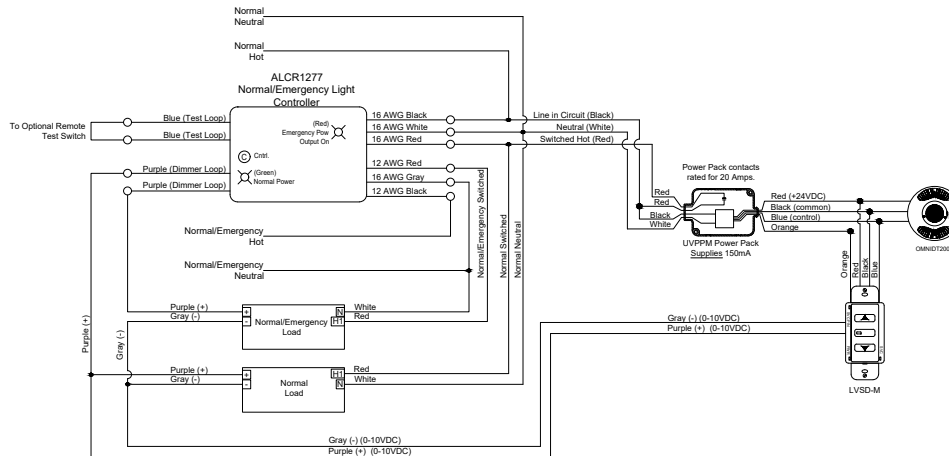 Normal
Neutral
Normal
Hot
ALCR1277
Normal/Emergency Light
Controller
To Optional Remote
Test Switch
Blue (Test Loop)
Blue (Test Loop)
Purple (Dimmer Loop)
Purple (Dimmer Loop)
(Red)
Emergency Pow
Output On
C Cntrl.
(Green)
Normal Power
16 AWG Black
16 AWG White
16 AWG Red
12 AWG Red
16 AWG Gray
12 AWG Black
Line in Circuit (Black)
Neutral (White)
Switched Hot (Red)
Normal/Emergency
Hot
Normal/Emergency
Neutral
Normal/Emergency Switched
Normal Switched
Normal Neutral
Power Pack contacts
rated for 20 Amps.
Red
Red
Black
White
UVPPM Power Pack
Supplies 150mA
Red (+24VDC)
Black (common)
Blue (control)
Orange
OMNIDT200
Orange
Red
Black
Blue
LVSD-M
Purple (+)
Gray (-)
Purple (+)
Gray (-)
+
-
Normal/Emergency
Load
N
H1
White
Red
Purple (+)
Gray (-)
+
-
Normal
Load
H1
N
Red
White
Gray (-) (0-10VDC)
Purple (+) (0-10VDC)
Gray (-) (0-10VDC)
Purple (+) (0-10VDC)